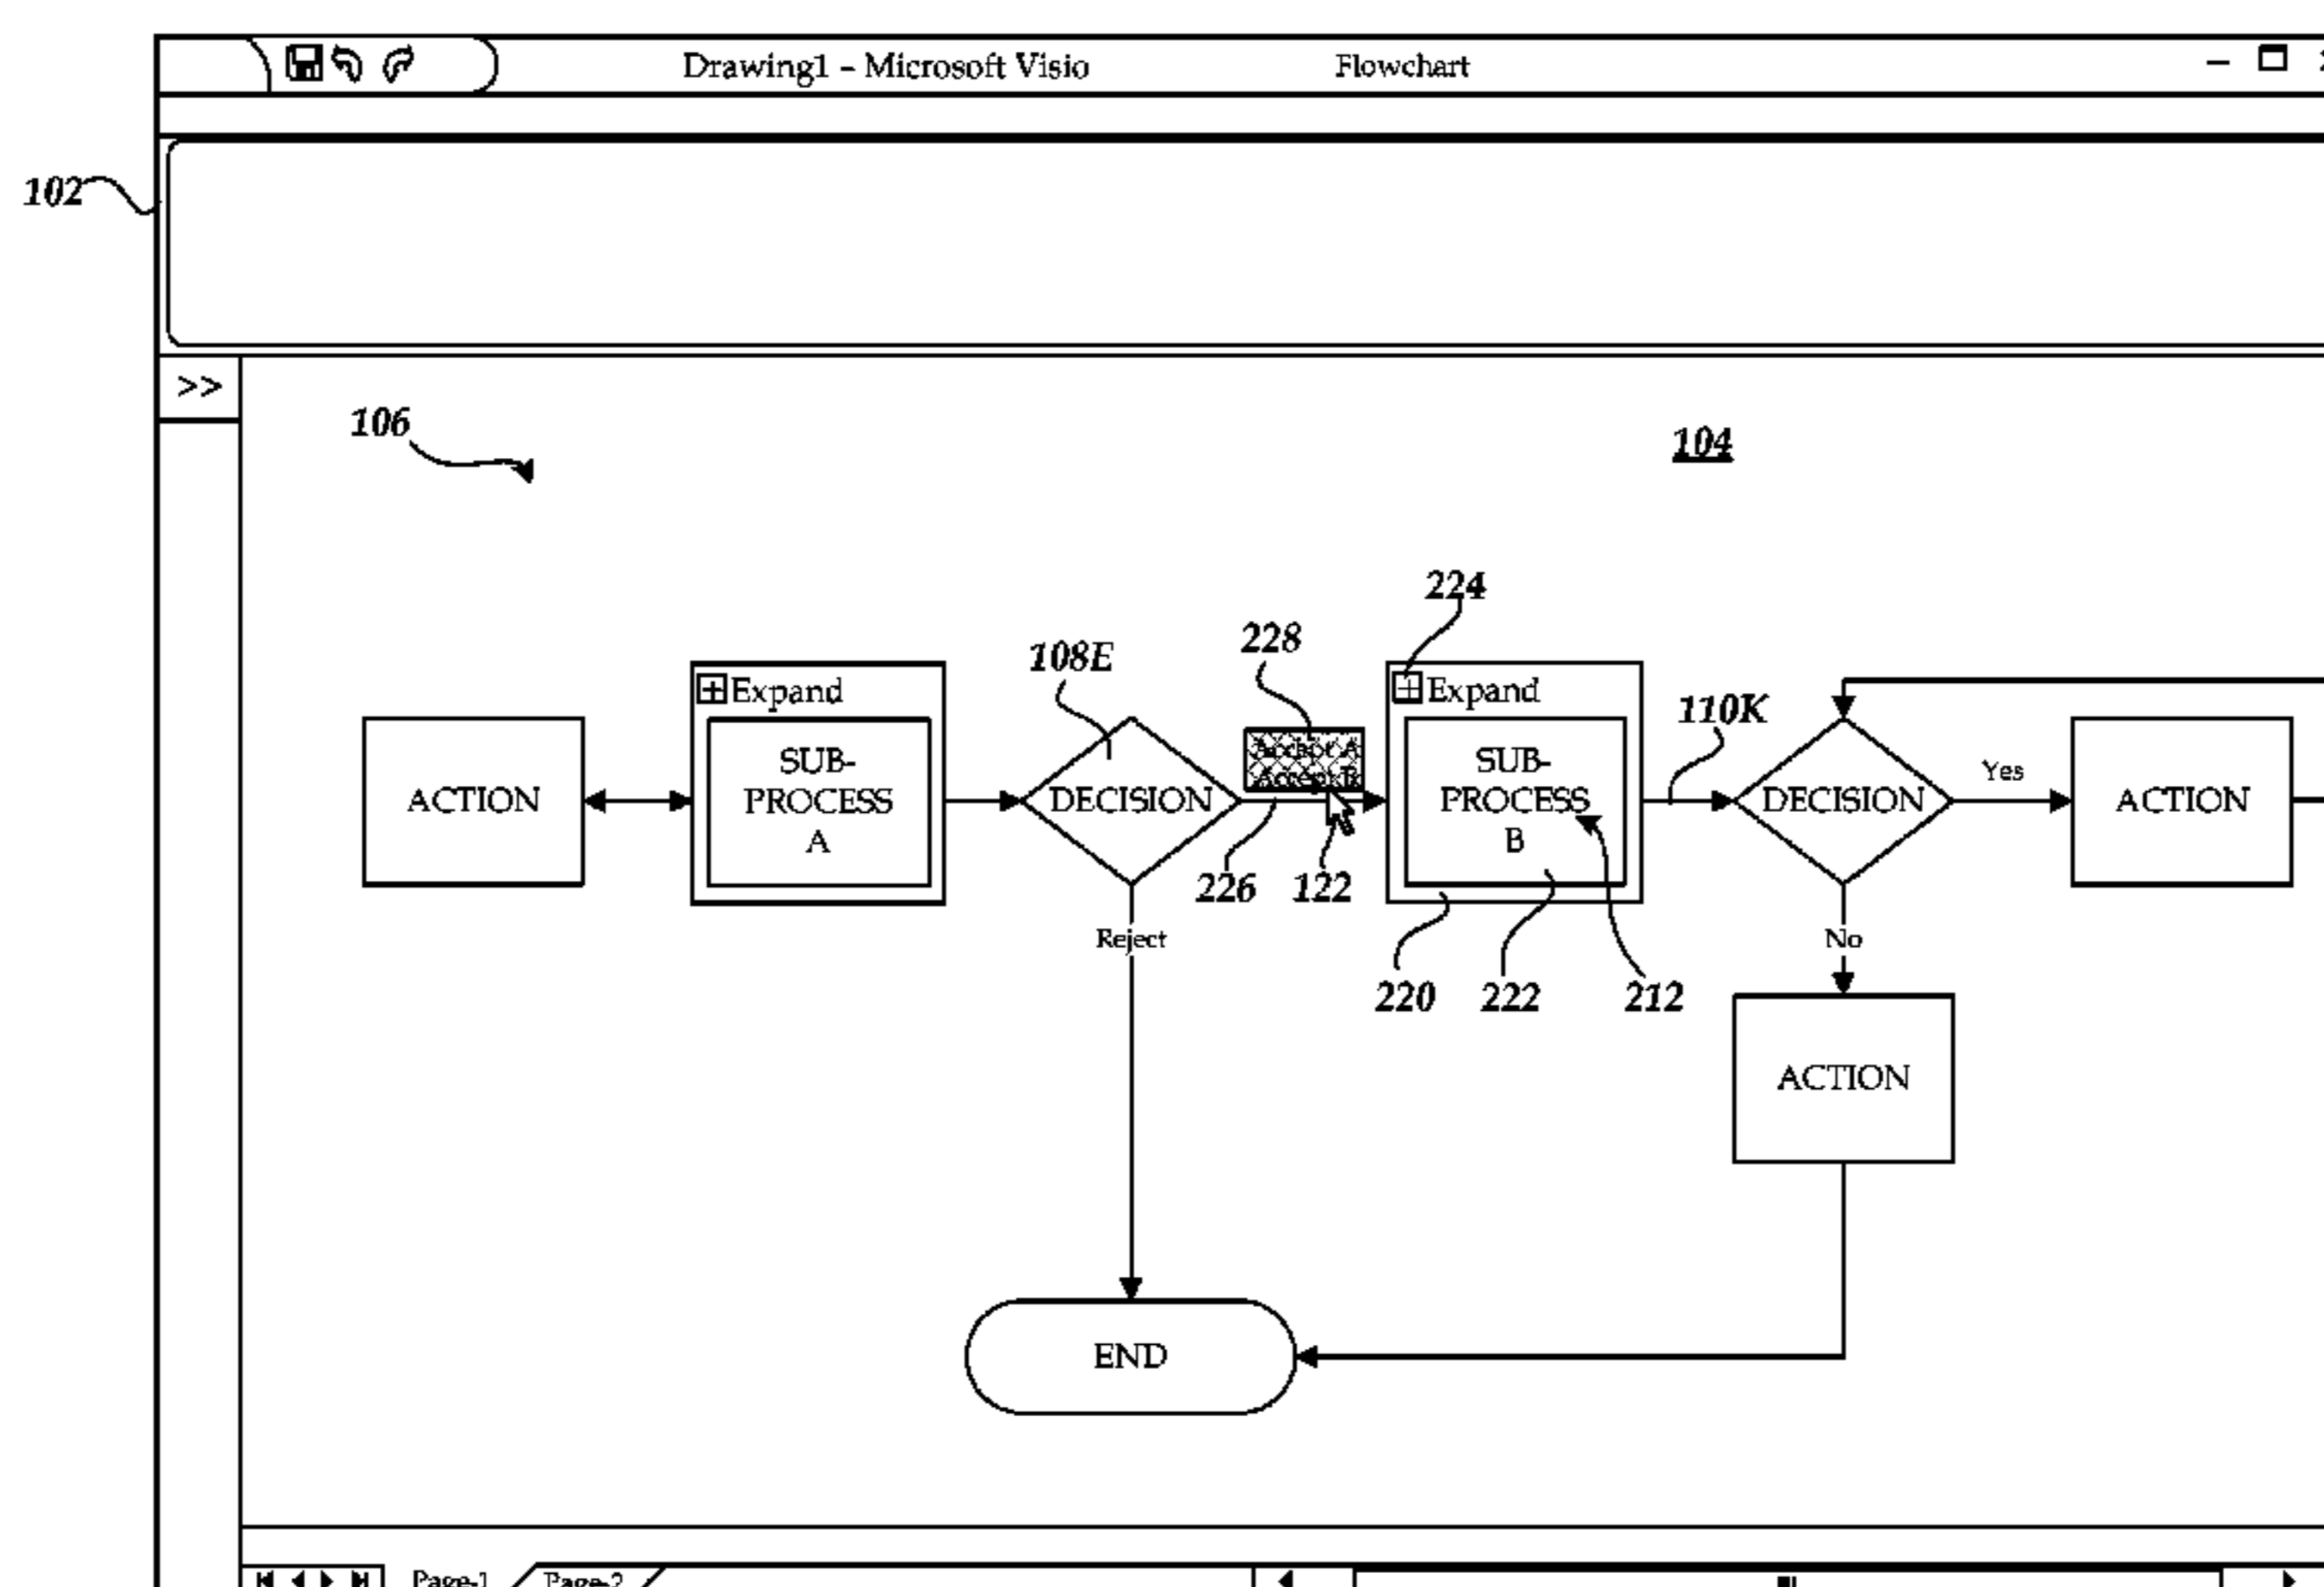 Drawing1 – Microsoft Visio Flowchart
102
>>
106
104
224
228
108E
Expand
Expand
110K
ACTION
SUB-
PROCESS
A
DECISION
SUB-
PROCESS
B
DECISION
Yes
ACTION
226
122
Reject
No
220
222
212
ACTION
END
Page-1
Page-2